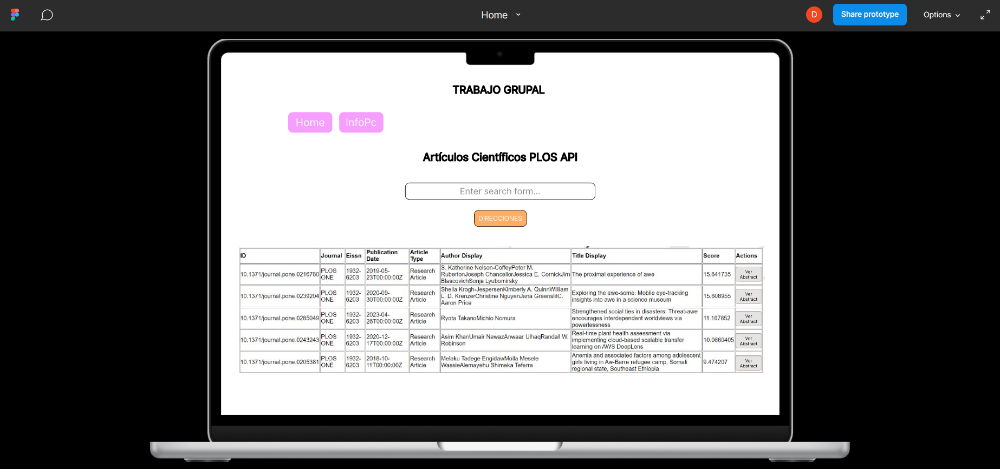 Home
D
Share prototype
Options
TRABAJO GRUPAL
Home
InfoPc
Artículos Científicos PLOS API
Enter search form...
DIRECCIONES
ID Journal Eissn Publication Date Article Type Author Display Title Display Score Actions
10.1371/journal.pone.0216780
PLOS
ONE
1932-
6203
2019-05-
23T00:00:00Z
Research
Article
S. Katherine Nelson-CoffeyPeter M.
RubertonJoseph ChancellorJessica E. CornickJim
BlascovichSonja Lyubomirsky
The proximal experience of awe
15.641735
Ver
Abstract
10.1371/journal.pone.0239204
PLOS
ONE
1932-
6203
2020-09-
30T00:00:00Z
Research
Article
Sheila Krogh-JespersenKimberly A. QuinnWilliam
L. D. KrenzerChristine NguyenJana GreenslitC.
Aaron Price
Exploring the awe-some: Mobile eye-tracking
insights into awe in a science museum
15.608955
Ver
Abstract
10.1371/journal.pone.0285049
PLOS
ONE
1932-
6203
2023-04-
26T00:00:00Z
Research
Article
Ryota TakanoMichio Nomura
Strengthened social ties in disasters: Threat-awe
encourages interdependent worldviews via
powerlessness
11.167852
Ver
Abstract
10.1371/journal.pone.0243243
PLOS
ONE
1932-
6203
2020-12-
17T00:00:00Z
Research
Article
Asim KhanUmair NawazAnwaar UlhaqRandall W.
Robinson
Real-time plant health assessment via
implementing cloud-based scalable transfer
learning on AWS DeepLens
10.0860405
Ver
Abstract
10.1371/journal.pone.0205381
PLOS
ONE
1932-
6203
2018-10-
11T00:00:00Z
Research
Article
Melaku Tadege EngidawMolla Mesele
WassieAlemayehu Shimeka Teferra
Anemia and associated factors among adolescent
girls living in Aw-Barre refugee camp, Somali
regional state, Southeast Ethiopia
9.474207
Ver
Abstract